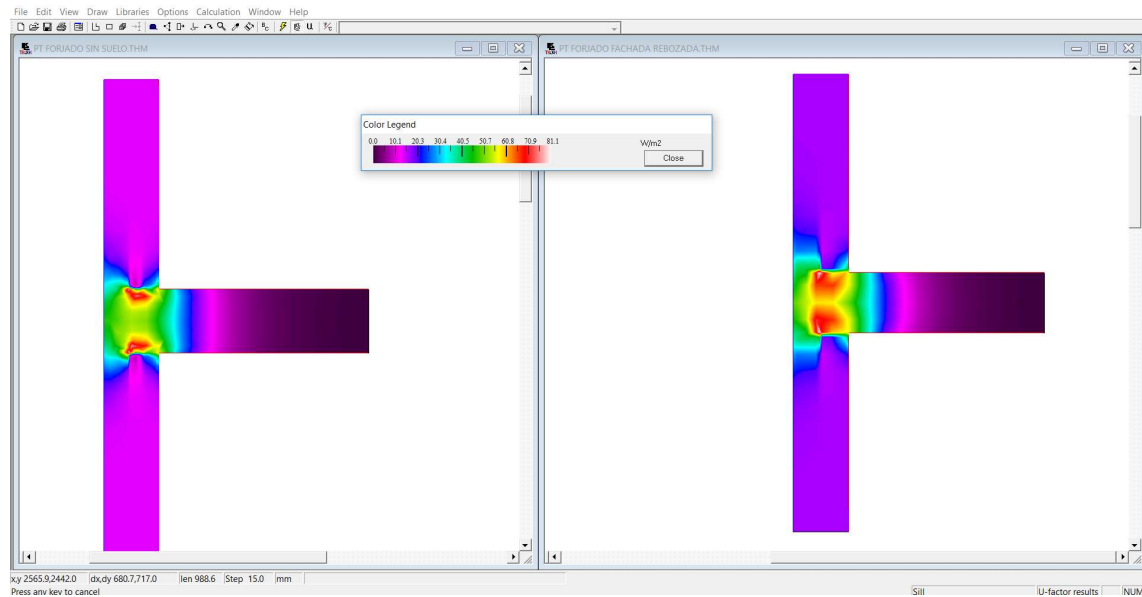 File Edit View Draw Libraries Options Calculation Window Help
PT FORJADO SIN SUELO.THM
PT FORJADO FACHADA REBOZADA.THM
Color Legend
0.0 10.1 20.3 30.4 40.5 50.7 60.8 70.9 81.1
W/m2
Close
x,y 2565.9,2442.0 dx,dy 680.7,717.0 len 988.6 Step 15.0 mm
Press any key to cancel
Sill U-factor results NUM